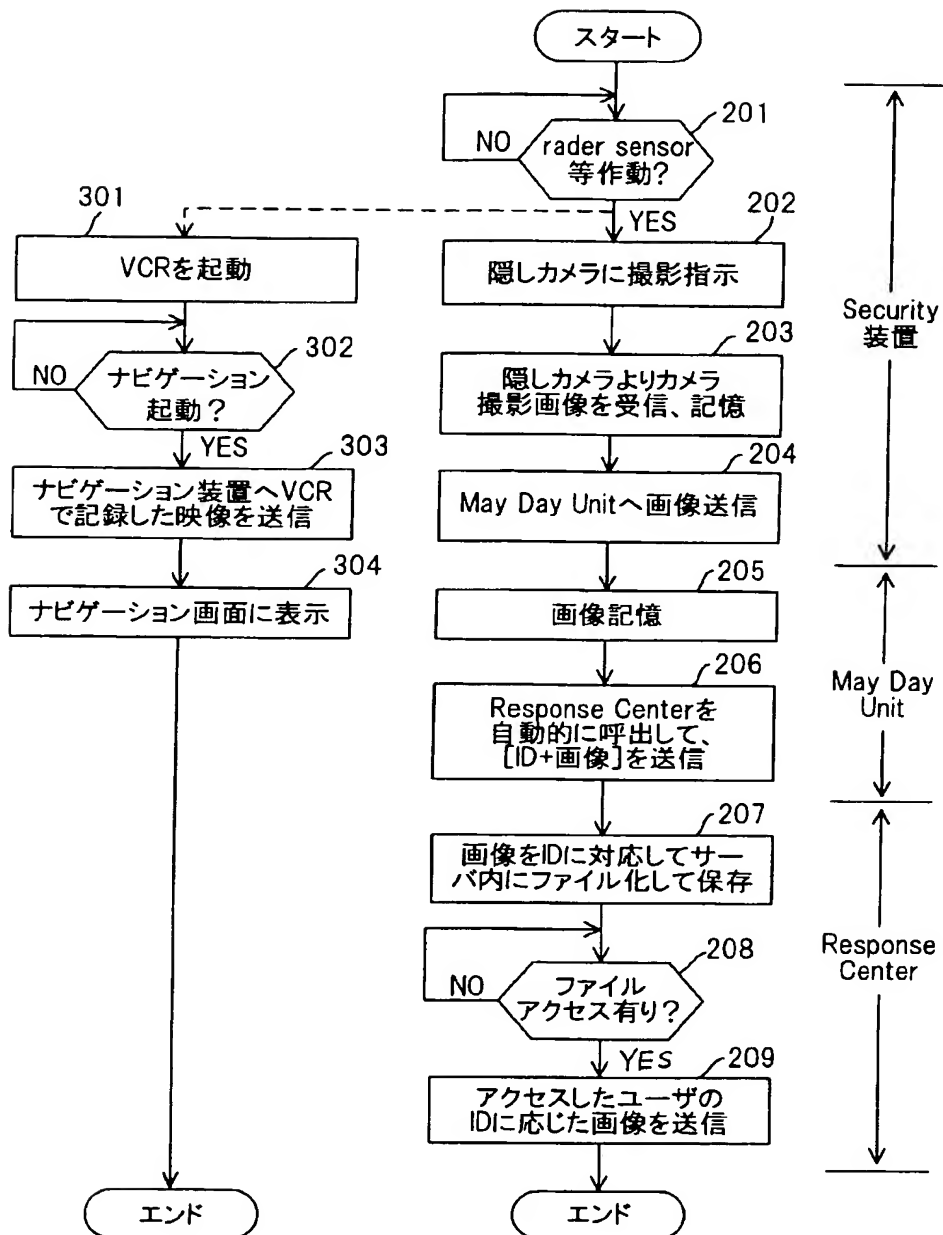 スタート
201
NO
rader sensor
等作動?
YES
301
VCRを起動
202
隠しカメラに撮影指示
302
NO
ナビゲーション
起動?
YES
203
隠しカメラよりカメラ
撮影画像を受信、記憶
303
ナビゲーション装置へVCR
で記録した映像を送信
204
May Day Unitへ画像送信
Security
装置
304
ナビゲーション画面に表示
205
画像記憶
206
Response Centerを
自動的に呼出して、
[ID+画像]を送信
May Day
Unit
207
画像をIDに対応してサー
バ内にファイル化して保存
208
NO
ファイル
アクセス有り?
YES
209
アクセスしたユーザの
IDに応じた画像を送信
Response
Center
エンド
エンド